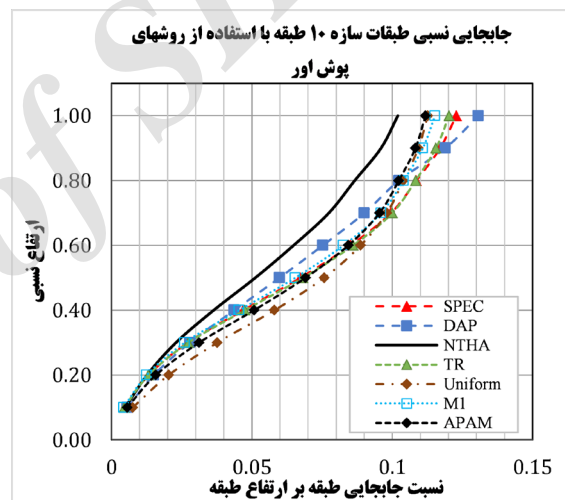 جابجایی نسبی طبقات سازه ۱۰ طبقه با استفاده از روشهای
پوش اور
1.00
0.80
0.60
0.40
0.20
0.00
ارتفاع نسبی
SPEC
DAP
NTHA
TR
Uniform
M1
APAM
0
0.05
0.1
0.15
نسبت جابجایی طبقه بر ارتفاع طبقه